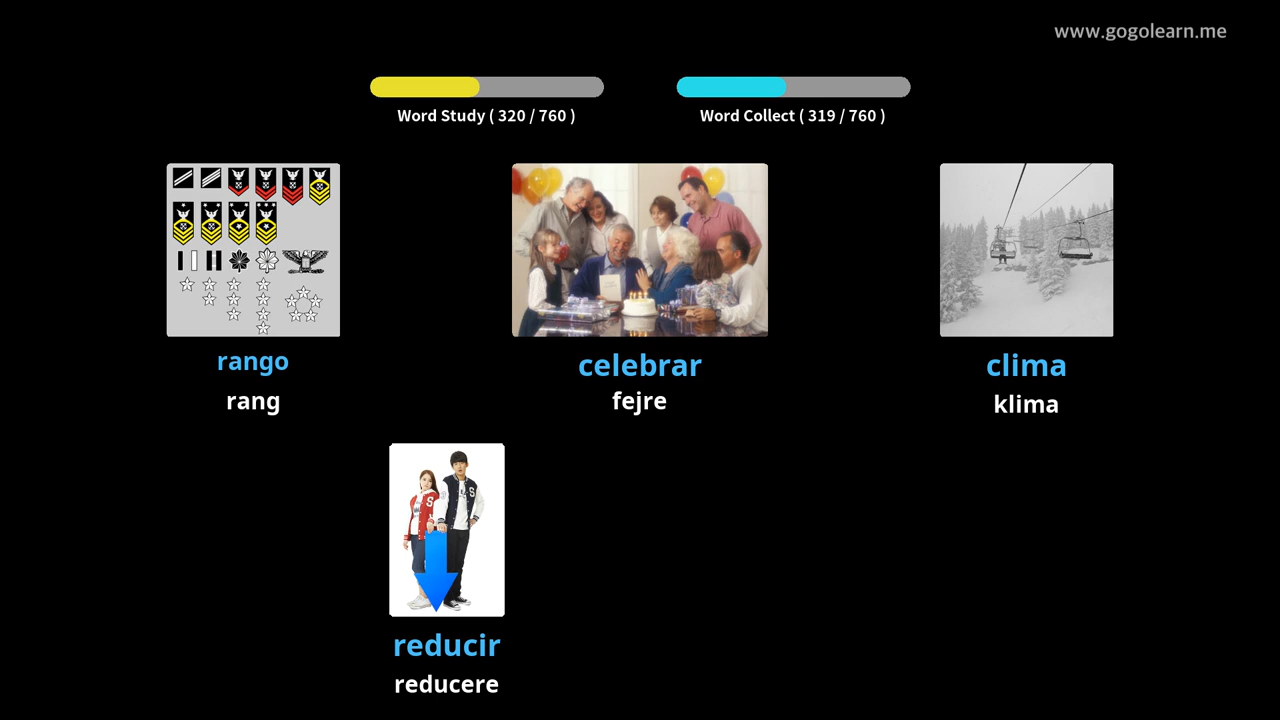 www.gogolearn.me
Word Study ( 320 / 760 )
Word Collect ( 319 / 760 )
rango
rang
celebrar
fejre
clima
klima
reducir
reducere